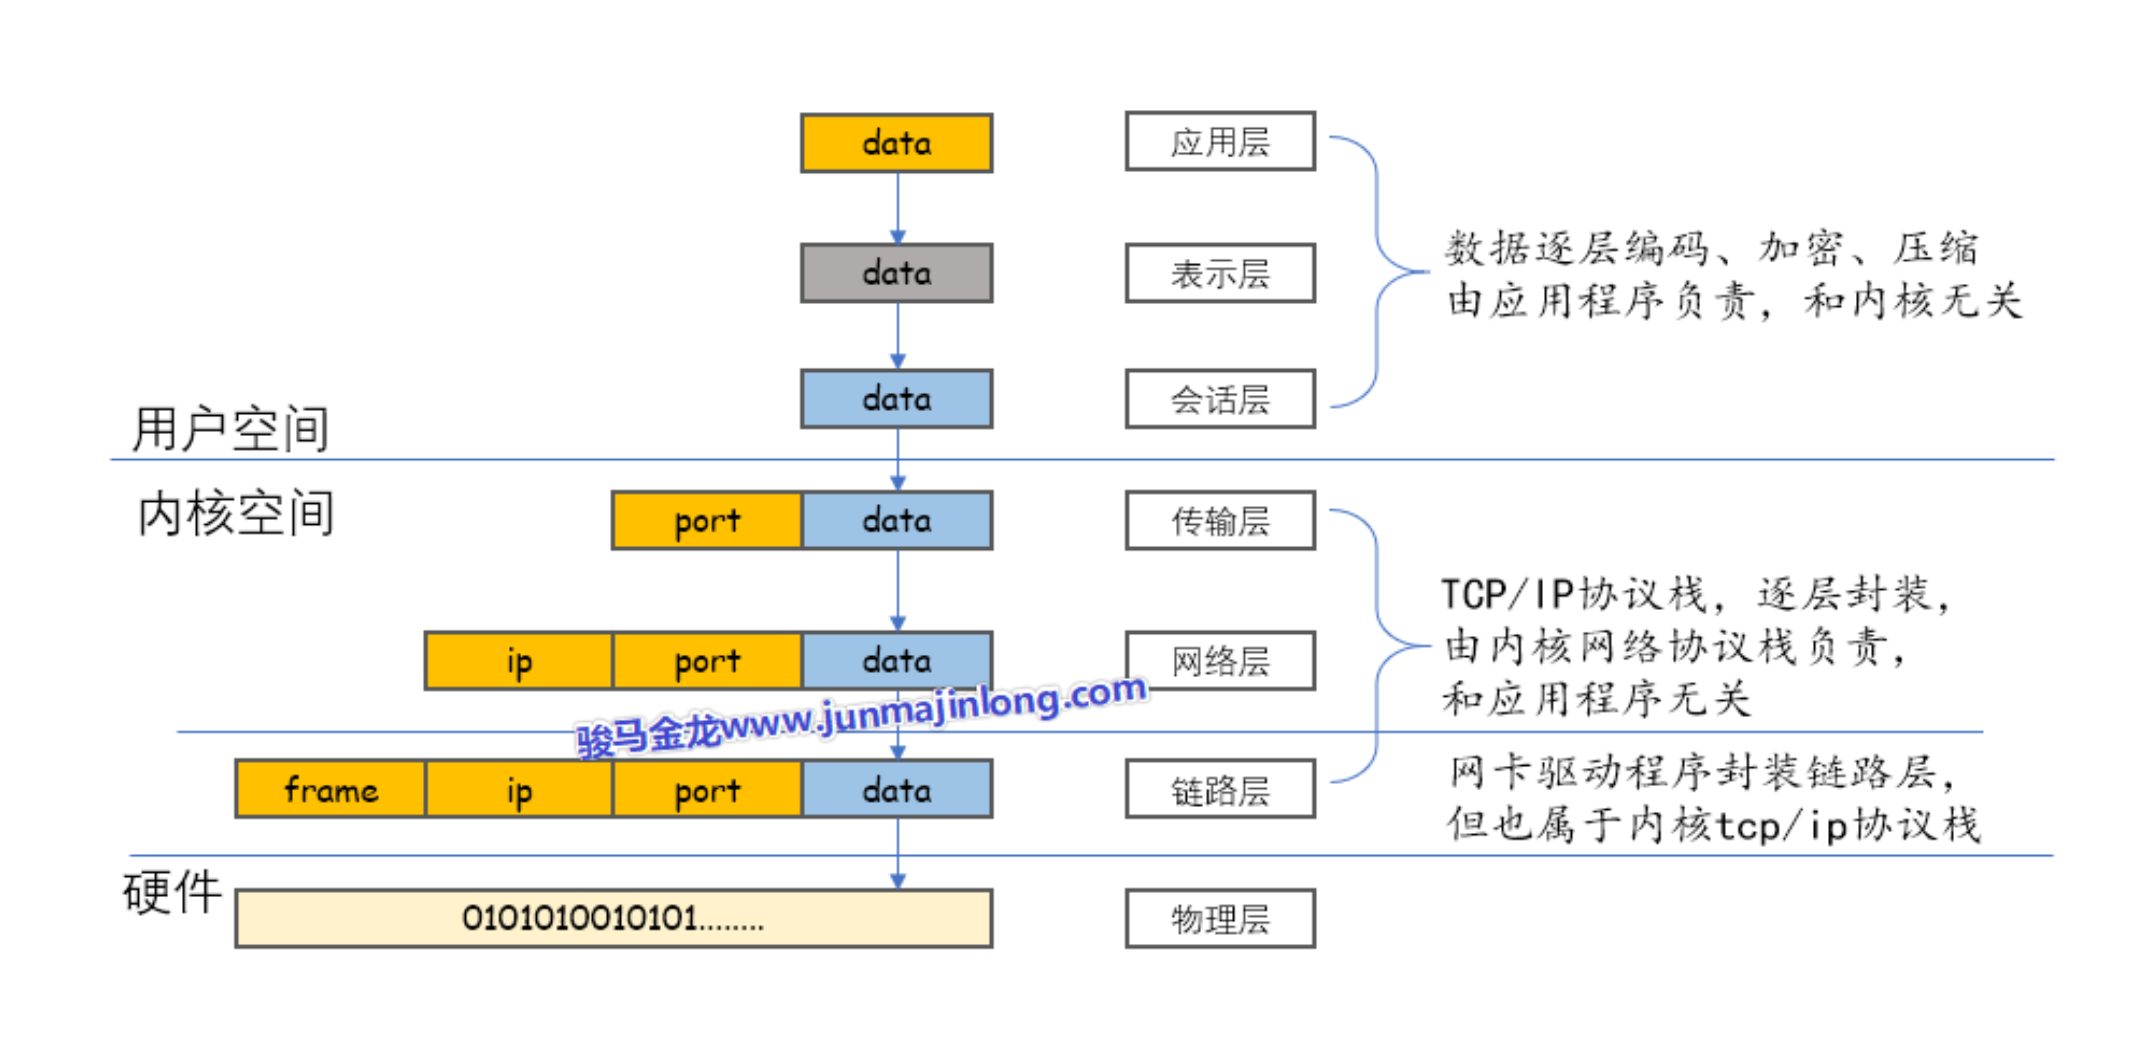 data
应用层
data
表示层
数据逐层编码、加密、压缩
由应用程序负责，和内核无关
data
会话层
用户空间
内核空间
port data
传输层
TCP/IP协议栈，逐层封装，
由内核网络协议栈负责，
和应用程序无关
ip port data
网络层
骏马金龙www.junmajinlong.com
frame ip port data
链路层
网卡驱动程序封装链路层，
但也属于内核tcp/ip协议栈
硬件
0101010010101........
物理层